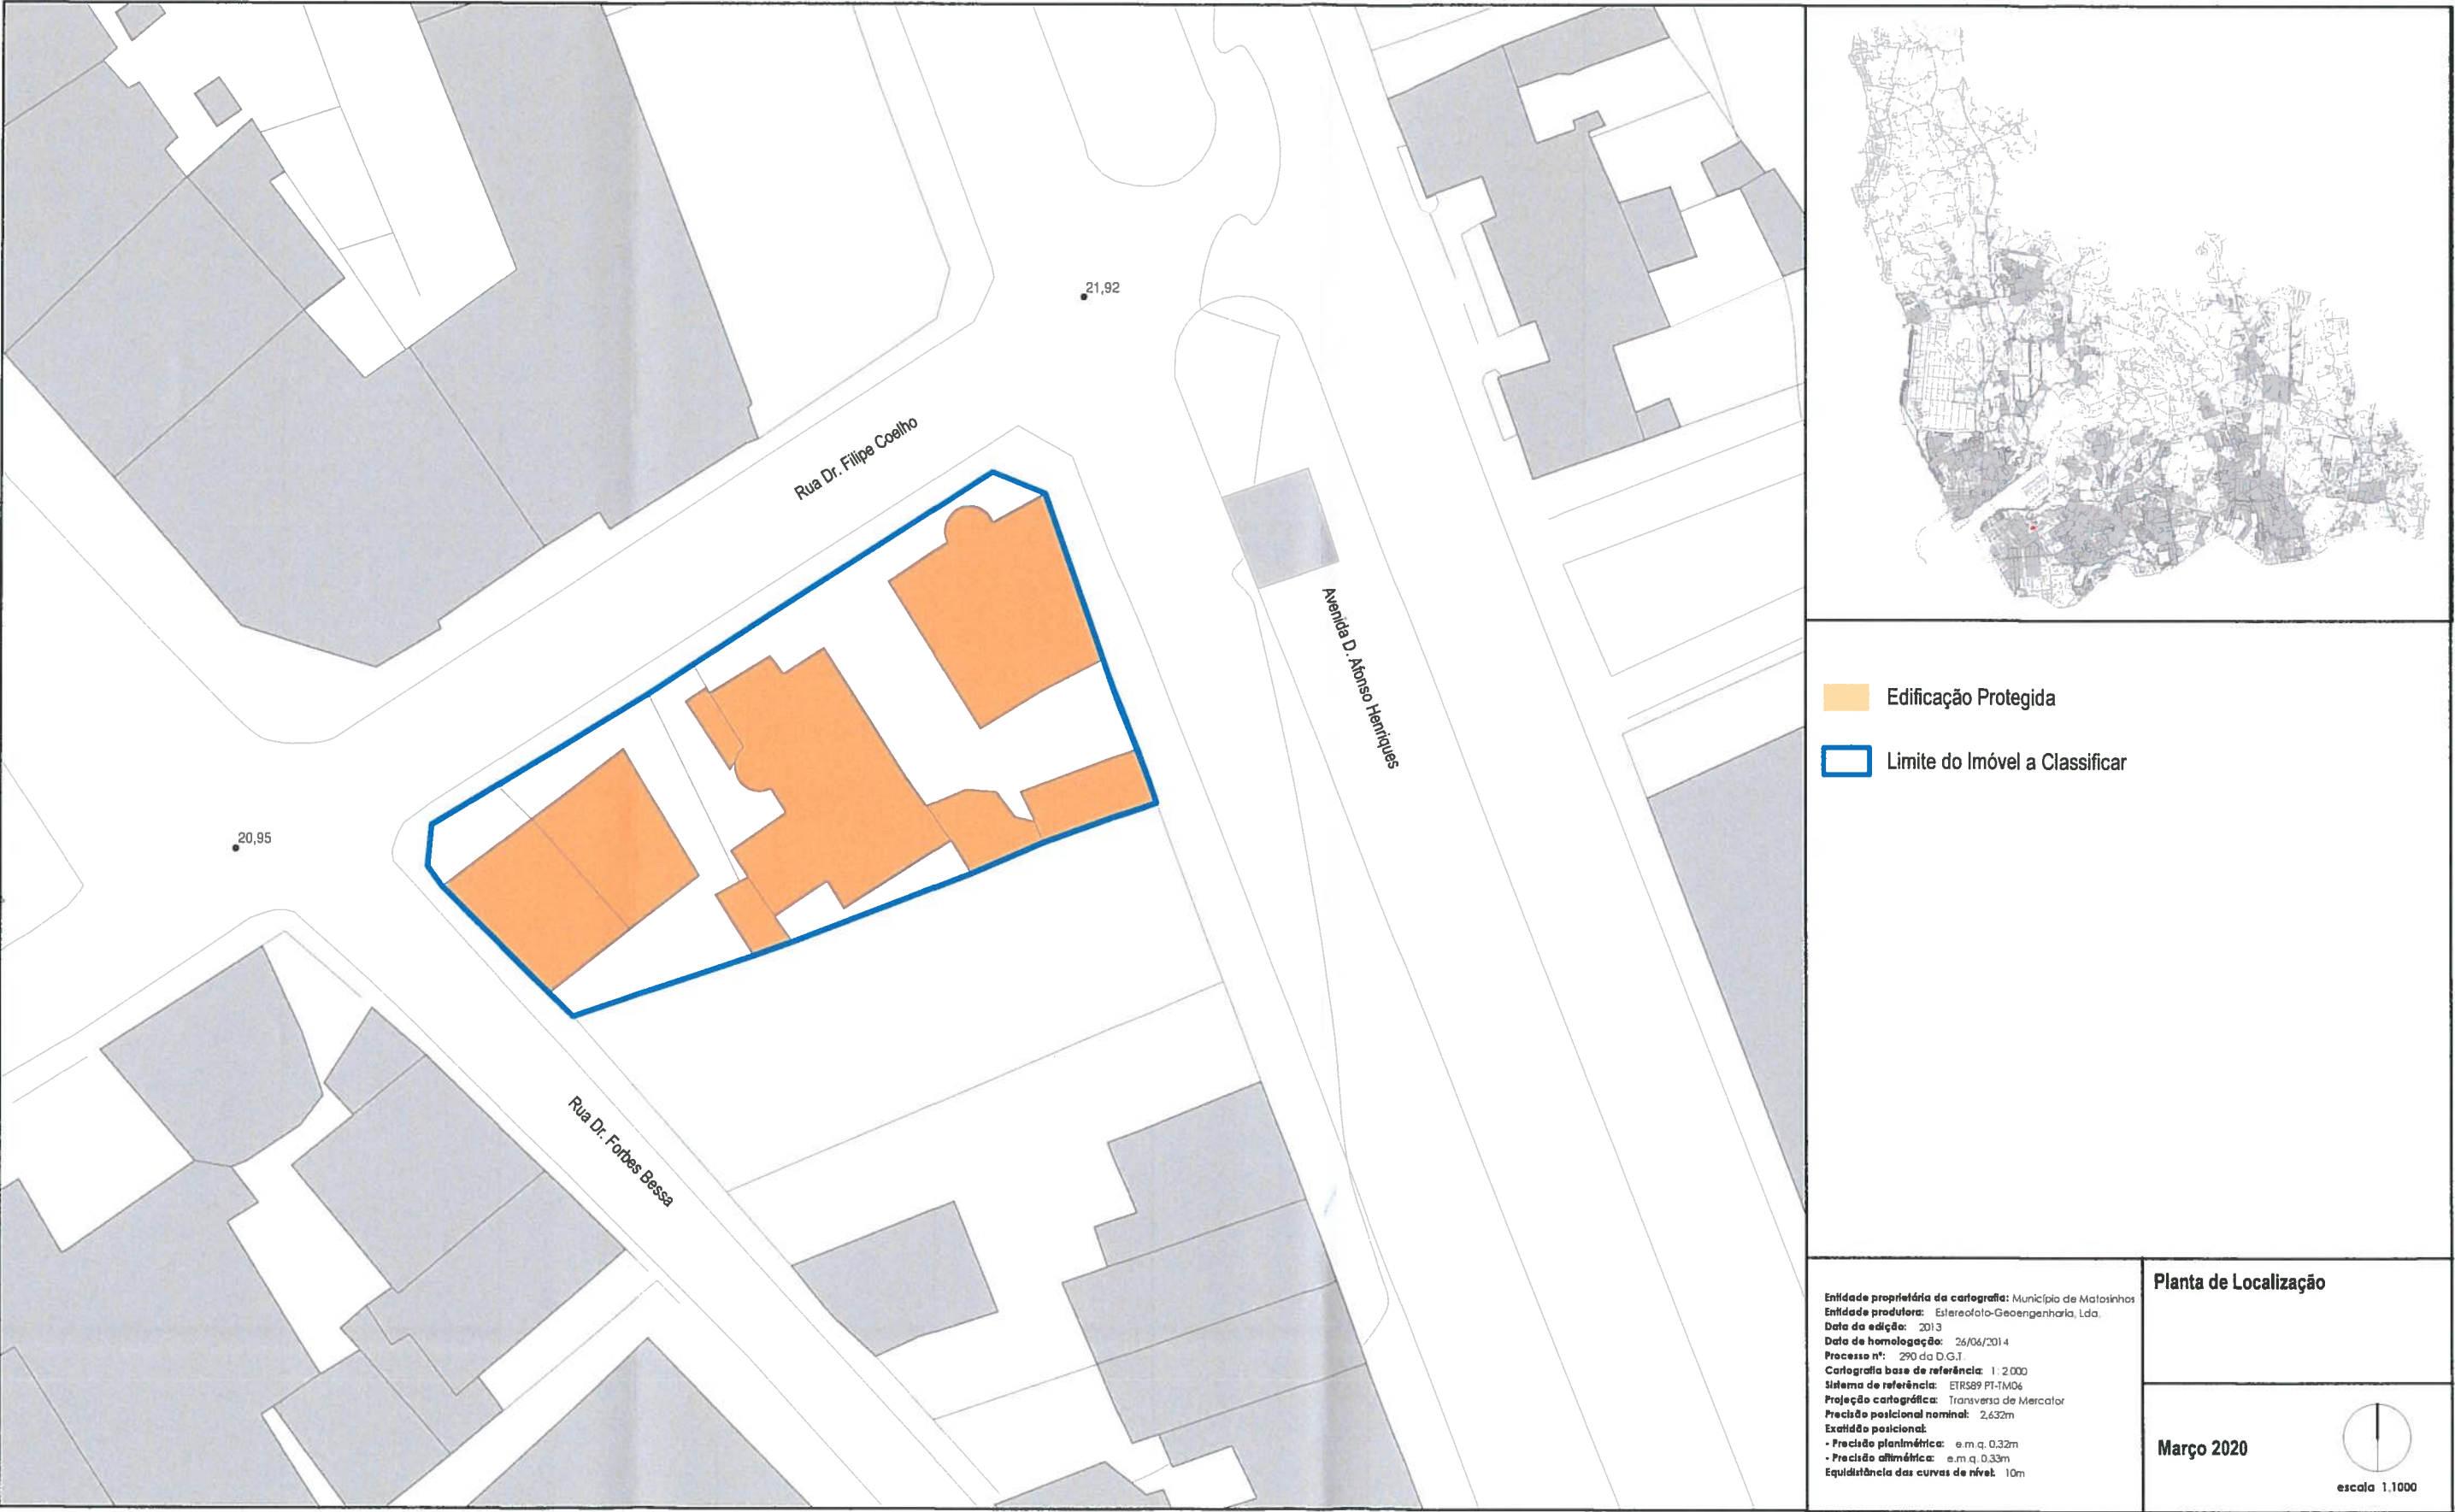 21,92
Rua Dr. Filipe Coelho
Avenida D. Afonso Henriques
20,95
Rua Dr. Forbes Bessa
Edificação Protegida
Limite do Imóvel a Classificar
Entidade proprietária da cartografia: Município de Matosinhos
Entidade produtora: Estereofoto-Geoengenharia, Lda.
Data da edição: 2013
Data de homologação: 26/06/2014
Processo nº: 290 da D.G.T.
Cartografia base de referência: 1: 2 000
Sistema de referência: ETRS89 PT-TM06
Projeção cartográfica: Transversa de Mercator
Precisão posicional nominal: 2,632m
Exatidão posicional:
- Precisão planimétrica: e.m.q. 0,32m
- Precisão altimétrica: e.m.q. 0,33m
Equidistância das curvas de nível: 10m
Planta de Localização
Março 2020
escala 1.1000